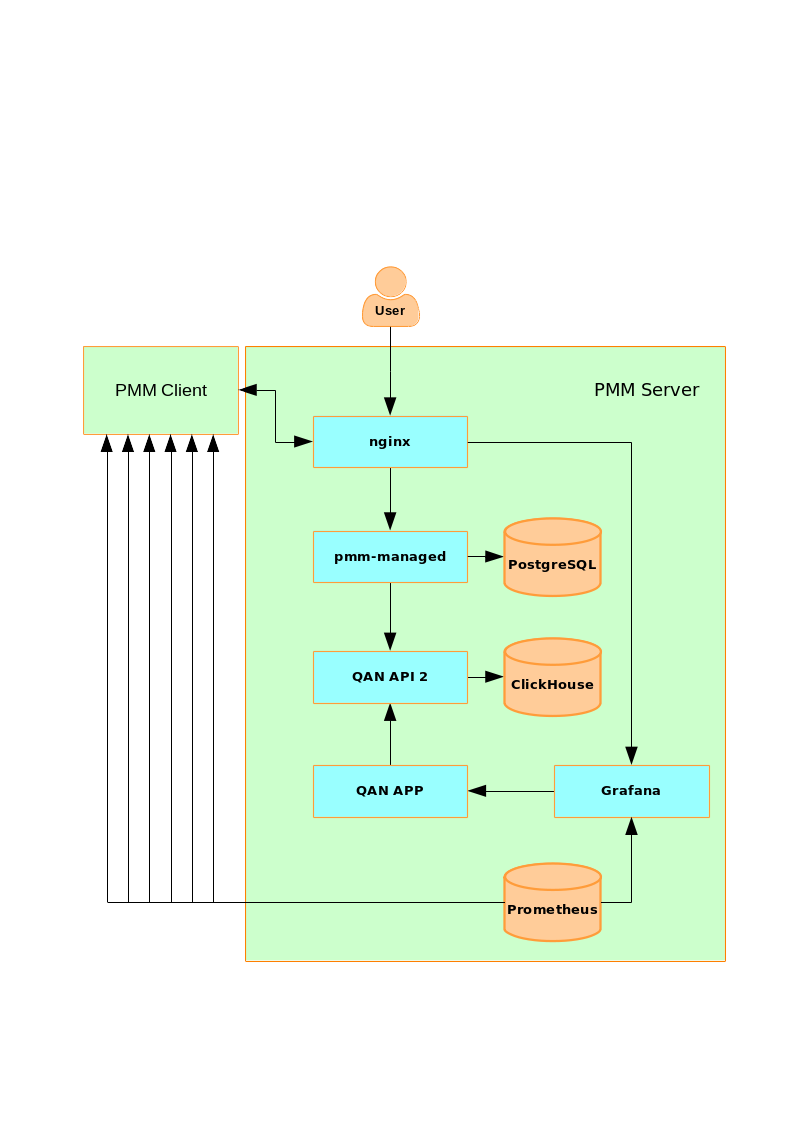 User
PMM Client
PMM Server
nginx
pmm-managed
PostgreSQL
QAN API 2
ClickHouse
QAN APP
Grafana
Prometheus